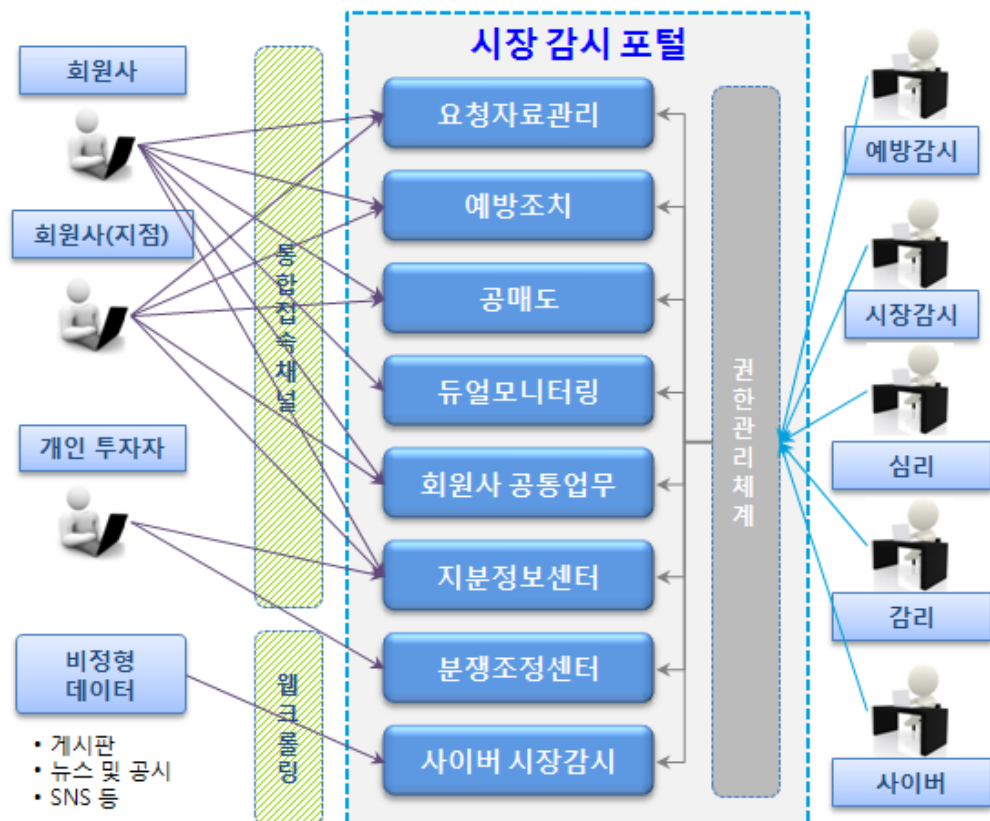 시장 감시 포털
회원사
회원사(지점)
개인 투자자
비정형
데이터
• 게시판
• 뉴스 및 공시
• SNS 등
통합접속채널
웹크롤링
요청자료관리
예방조치
공매도
듀얼모니터링
회원사 공통업무
지분정보센터
분쟁조정센터
사이버 시장감시
권한관리체계
예방감시
시장감시
심리
감리
사이버